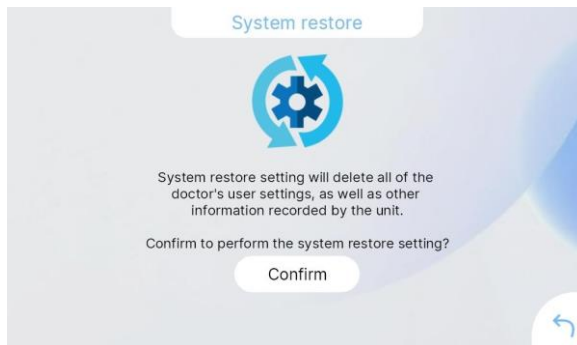 System restore
System restore setting will delete all of the
doctor's user settings, as well as other
information recorded by the unit.
Confirm to perform the system restore setting?
Confirm